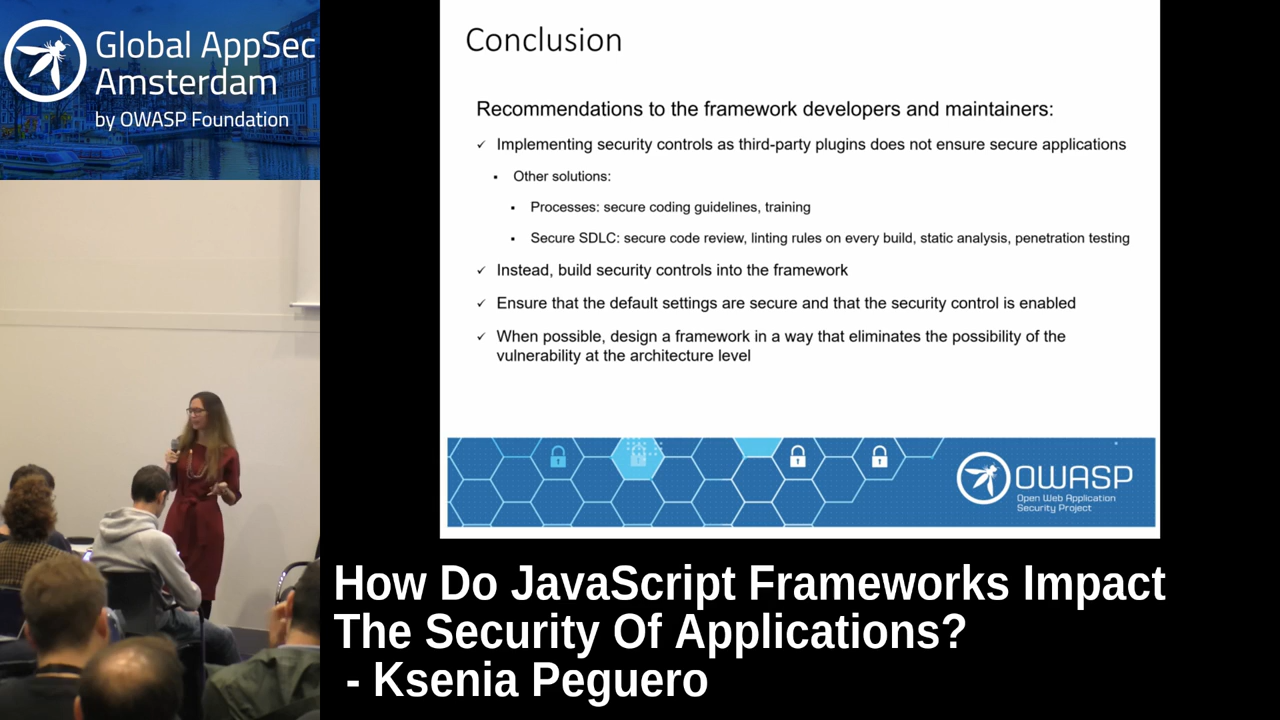 Global AppSec
Amsterdam
by OWASP Foundation
Conclusion
Recommendations to the framework developers and maintainers:
✓ Implementing security controls as third-party plugins does not ensure secure applications
▪ Other solutions:
▪ Processes: secure coding guidelines, training
▪ Secure SDLC: secure code review, linting rules on every build, static analysis, penetration testing
✓ Instead, build security controls into the framework
✓ Ensure that the default settings are secure and that the security control is enabled
✓ When possible, design a framework in a way that eliminates the possibility of the
vulnerability at the architecture level
OWASP
Open Web Application
Security Project
How Do JavaScript Frameworks Impact
The Security Of Applications?
- Ksenia Peguero